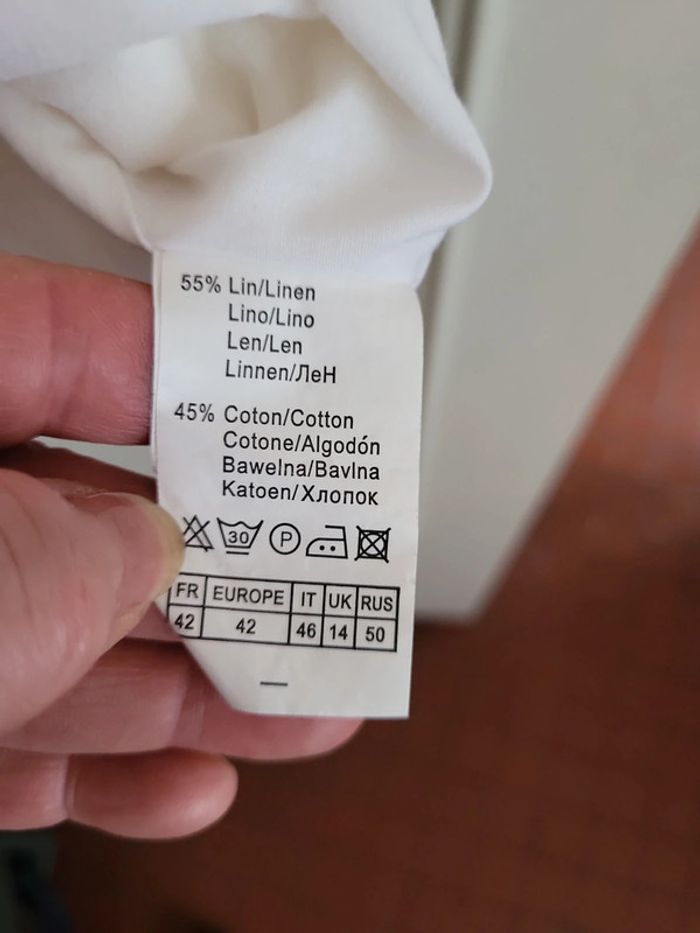 55% Lin/Linen
Lino/Lino
Len/Len
Linnen/ЛеН
45% Coton/Cotton
Cotone/Algodón
Bawelna/Bavlna
Katoen/Хлопок
30 P
FR EUROPE IT UK RUS
42 42 46 14 50